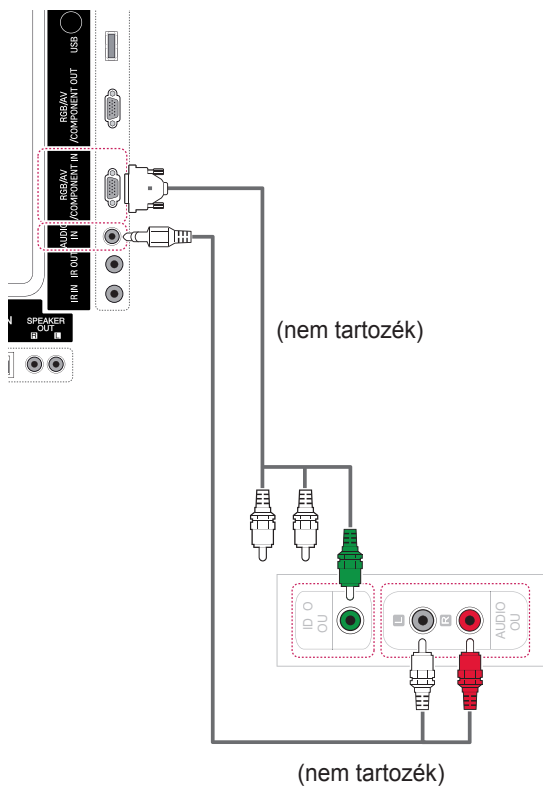 USB
RGB/AV
/COMPONENT OUT
RGB/AV
/COMPONENT IN
AUDIO
IN
IR OUT
IR IN
N
SPEAKER
OUT
R L
(nem tartozék)
ID O
OU
L R
AUDIO
OU
(nem tartozék)